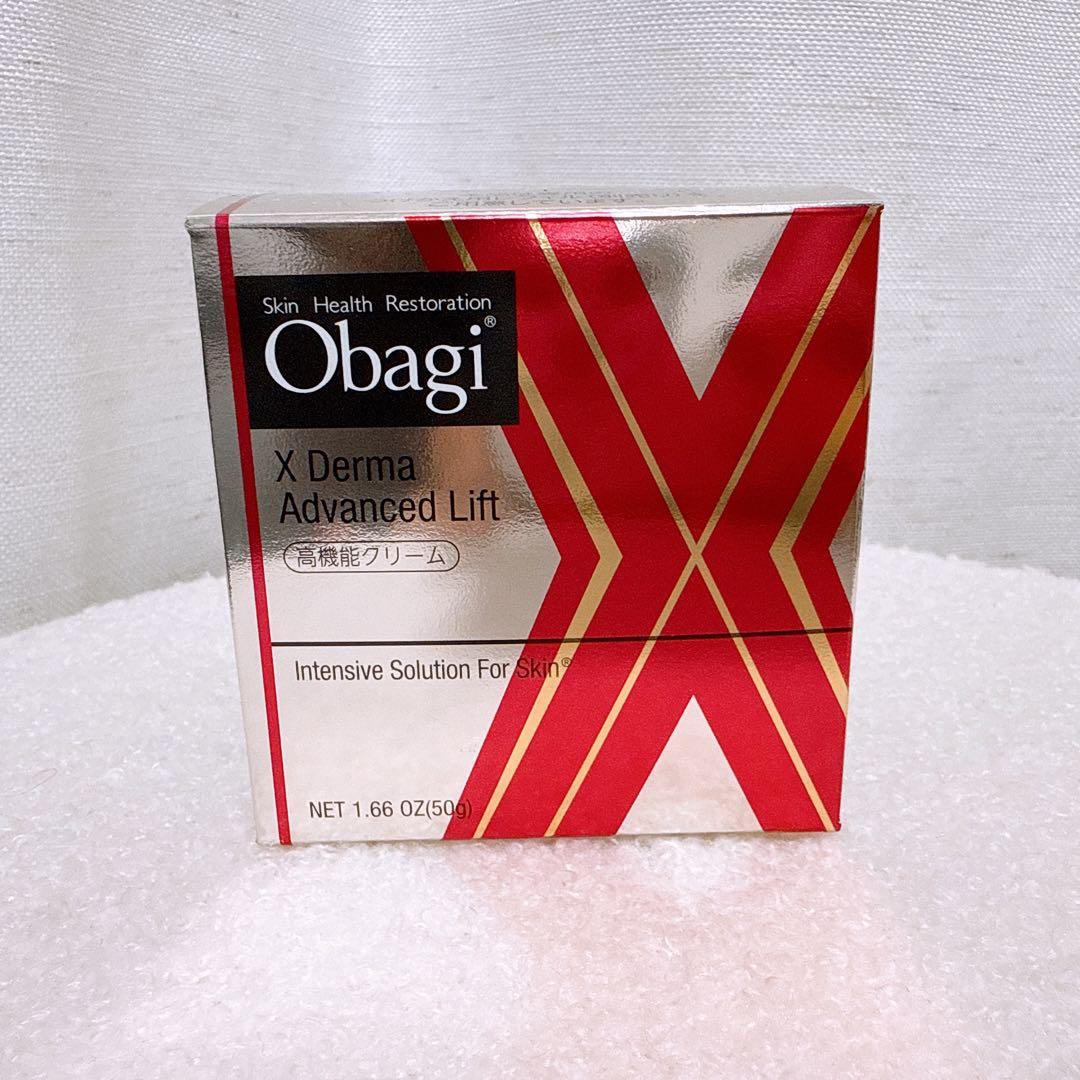 Skin Health Restoration
Obagi®
X Derma
Advanced Lift
高機能クリーム
Intensive Solution For Skin®
NET 1.66 OZ(50g)